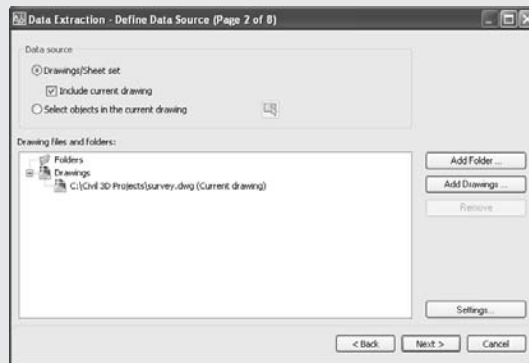 Data Extraction - Define Data Source (Page 2 of 8)
Data source
Drawings/Sheet set
Include current drawing
Select objects in the current drawing
Drawing files and folders:
Folders
Drawings
C:\Civil 3D Projects\survey.dwg (Current drawing)
Add Folder ...
Add Drawings ...
Remove
Settings...
< Back
Next >
Cancel